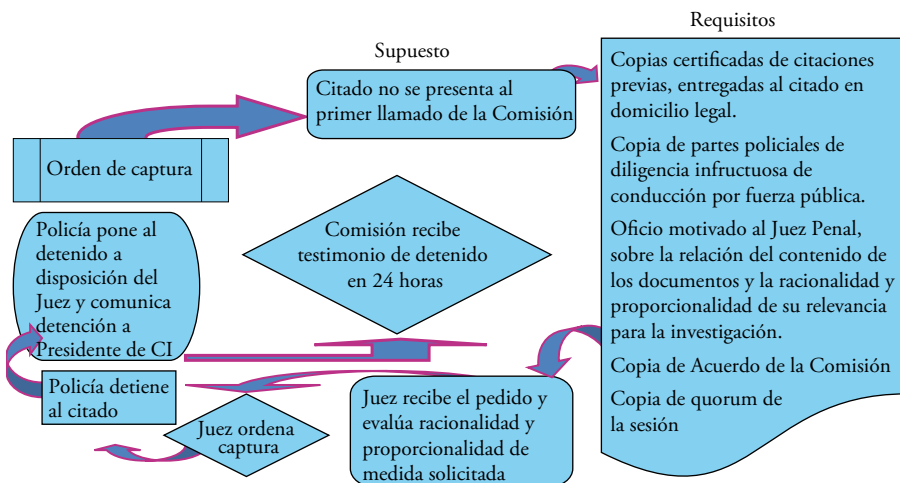 Orden de captura
Supuesto
Citado no se presenta al
primer llamado de la Comisión
Requisitos
Copias certificadas de citaciones
previas, entregadas al citado en
domicilio legal.
Copia de partes policiales de
diligencia infructuosa de
conducción por fuerza pública.
Oficio motivado al Juez Penal,
sobre la relación del contenido de
los documentos y la racionalidad y
proporcionalidad de su relevancia
para la investigación.
Copia de Acuerdo de la Comisión
Copia de quorum de
la sesión
Juez recibe el pedido y
evalúa racionalidad y
proporcionalidad de
medida solicitada
Juez ordena
captura
Policía detiene
al citado
Policía pone al
detenido a
disposición del
Juez y comunica
detención a
Presidente de CI
Comisión recibe
testimonio de detenido
en 24 horas